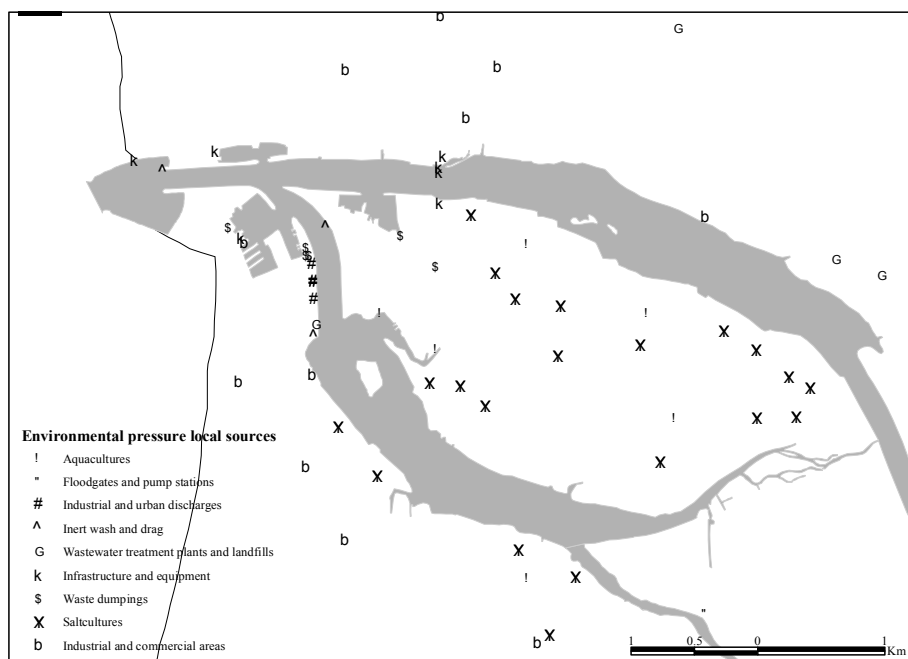 Environmental pressure local sources
! Aquacultures
" Floodgates and pump stations
# Industrial and urban discharges
^ Inert wash and drag
G Wastewater treatment plants and landfills
k Infrastructure and equipment
$ Waste dumpings
X Saltcultures
b Industrial and commercial areas
1 0.5 0 1
Km